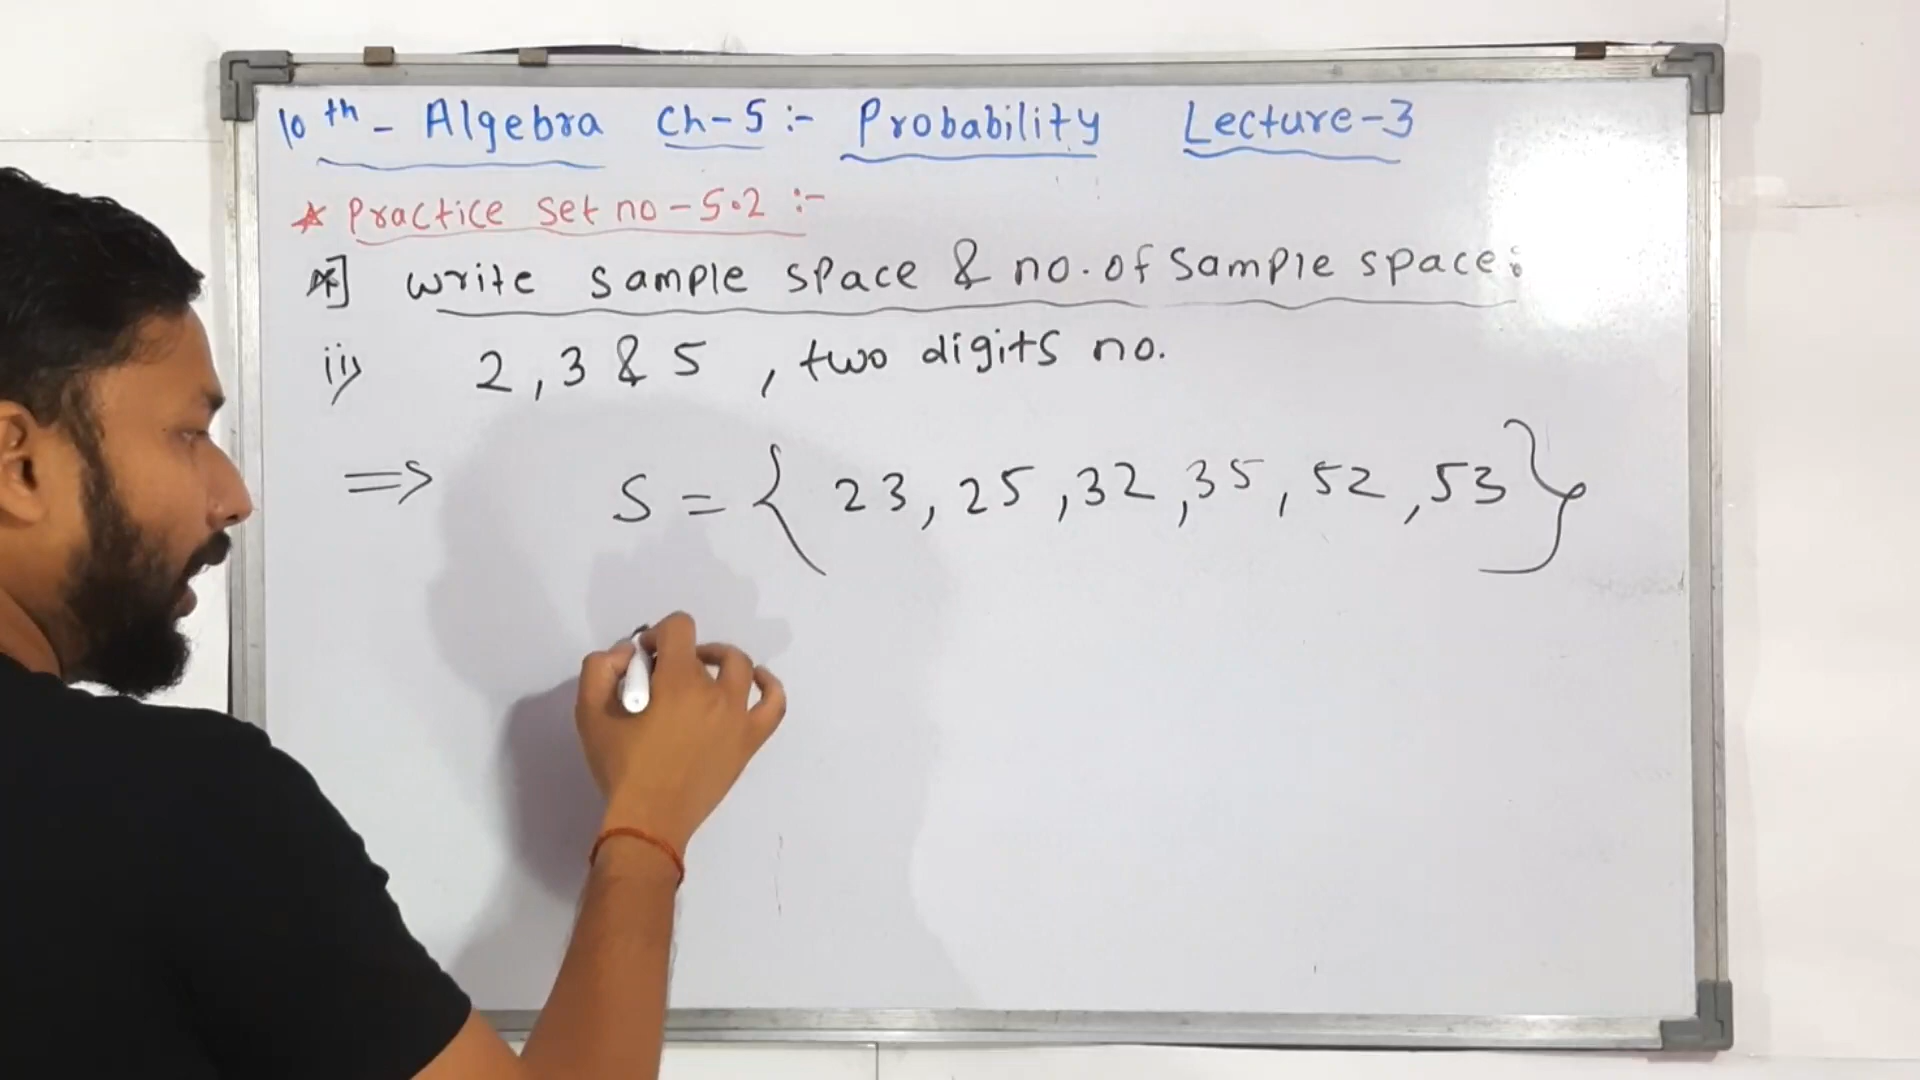 10th - Algebra Ch-5 :- Probability Lecture-3
* Practice Set no - 5.2 :-
*] write sample space & no. of sample space:
ii) 2, 3 & 5, two digits no.
⇒ S = { 23, 25, 32, 35, 52, 53 }